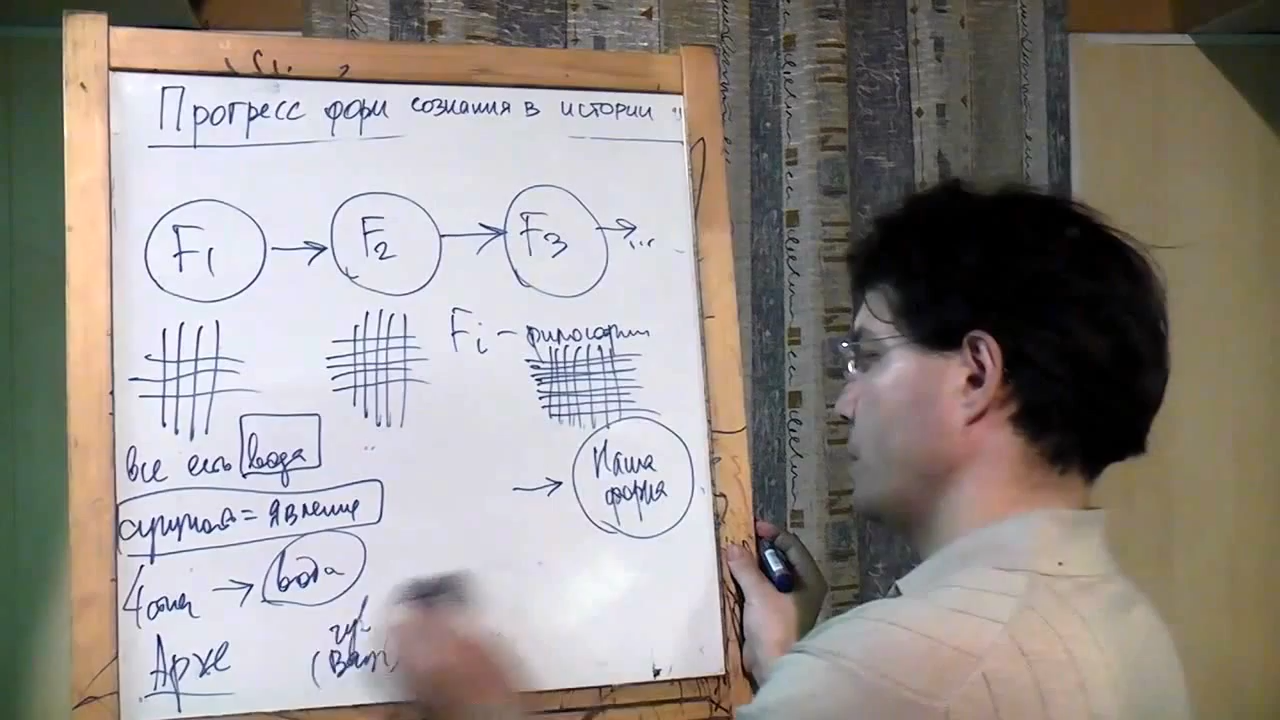 Прогресс форм сознания в истории
F1 → F2 → F3 → ...
Fi - философии
все есть вода
сущность = явление
→ Наша форма
4 → вода
Архе